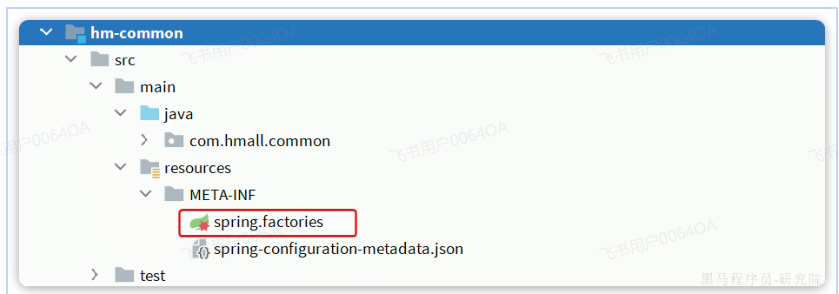 hm-common
src
main
java
com.hmall.common
resources
META-INF
spring.factories
spring-configuration-metadata.json
test
飞书用户0064OA
飞书用户0064OA
飞书用户0064OA
飞书用户0064OA
飞书用户0064OA
黑马程序员-研究院